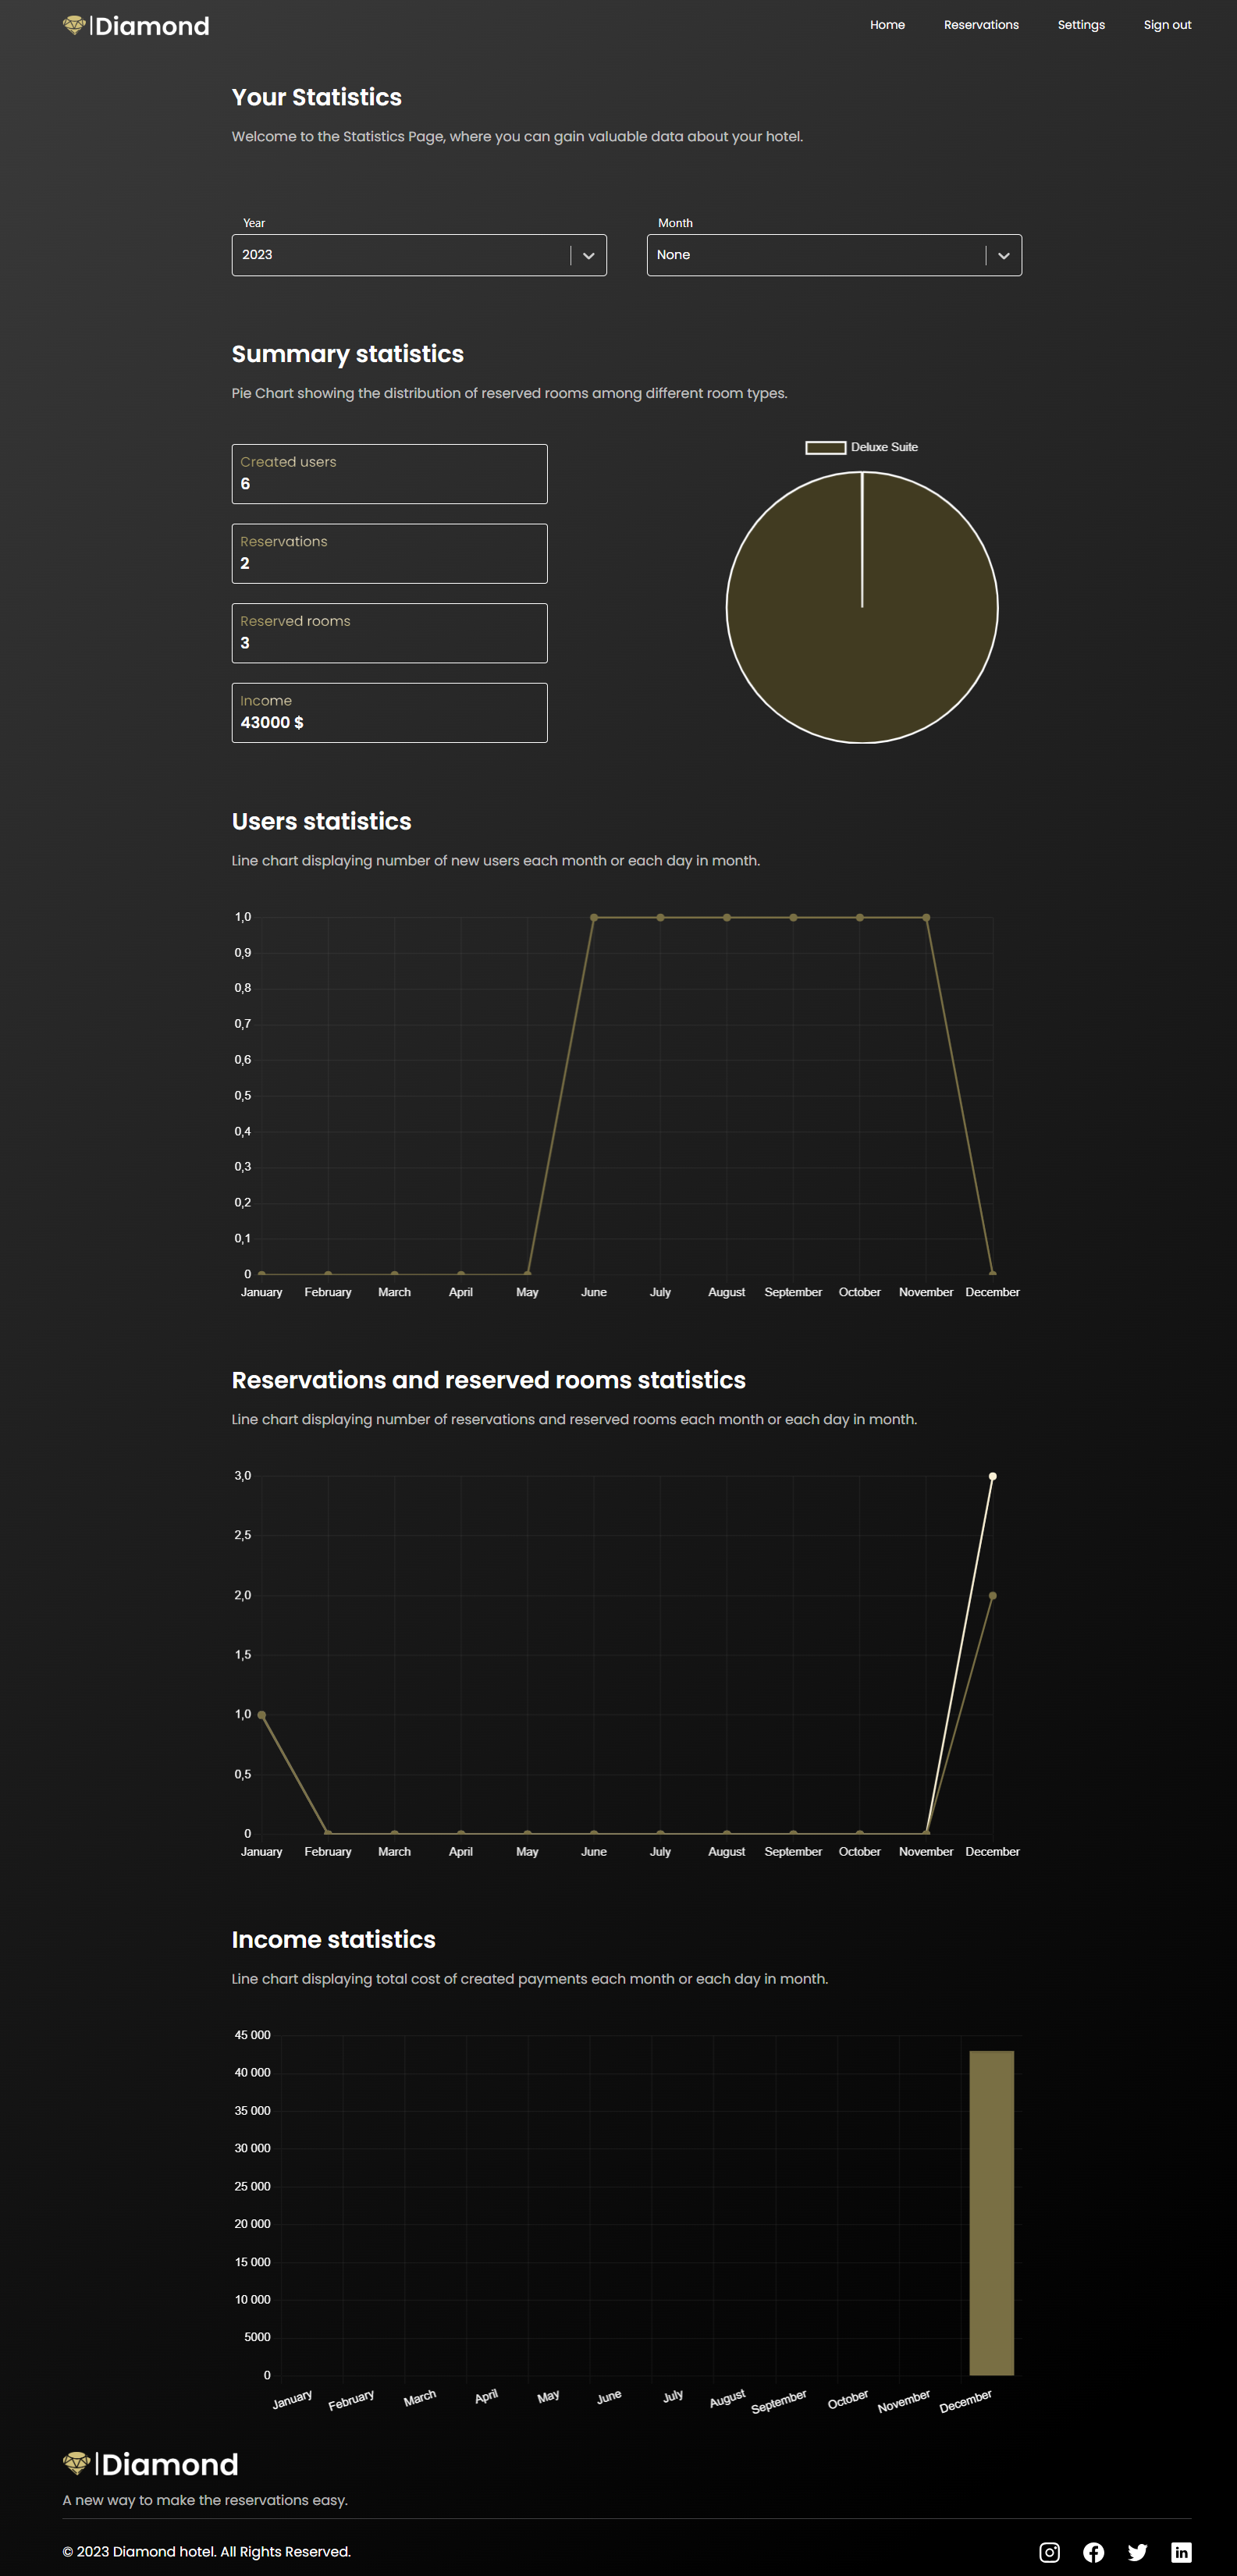 Diamond
Home Reservations Settings Sign out
Your Statistics
Welcome to the Statistics Page, where you can gain valuable data about your hotel.
Year Month
2023 None
Summary statistics
Pie Chart showing the distribution of reserved rooms among different room types.
Created users
6
Reservations
2
Reserved rooms
3
Income
43000 $
Deluxe Suite
Users statistics
Line chart displaying number of new users each month or each day in month.
1,0
0,9
0,8
0,7
0,6
0,5
0,4
0,3
0,2
0,1
0
January February March April May June July August September October November December
Reservations and reserved rooms statistics
Line chart displaying number of reservations and reserved rooms each month or each day in month.
3,0
2,5
2,0
1,5
1,0
0,5
0
January February March April May June July August September October November December
Income statistics
Line chart displaying total cost of created payments each month or each day in month.
45 000
40 000
35 000
30 000
25 000
20 000
15 000
10 000
5000
0
January February March April May June July August September October November December
Diamond
A new way to make the reservations easy.
© 2023 Diamond hotel. All Rights Reserved.